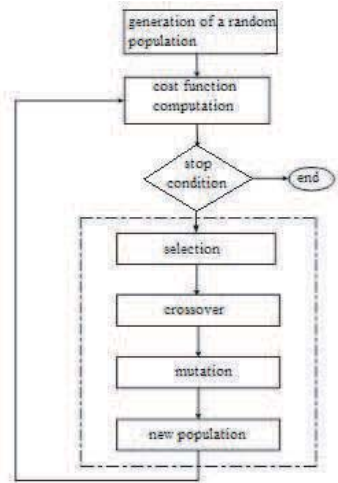 generation of a random
population
cost function
computation
stop
condition
end
selection
crossover
mutation
new population